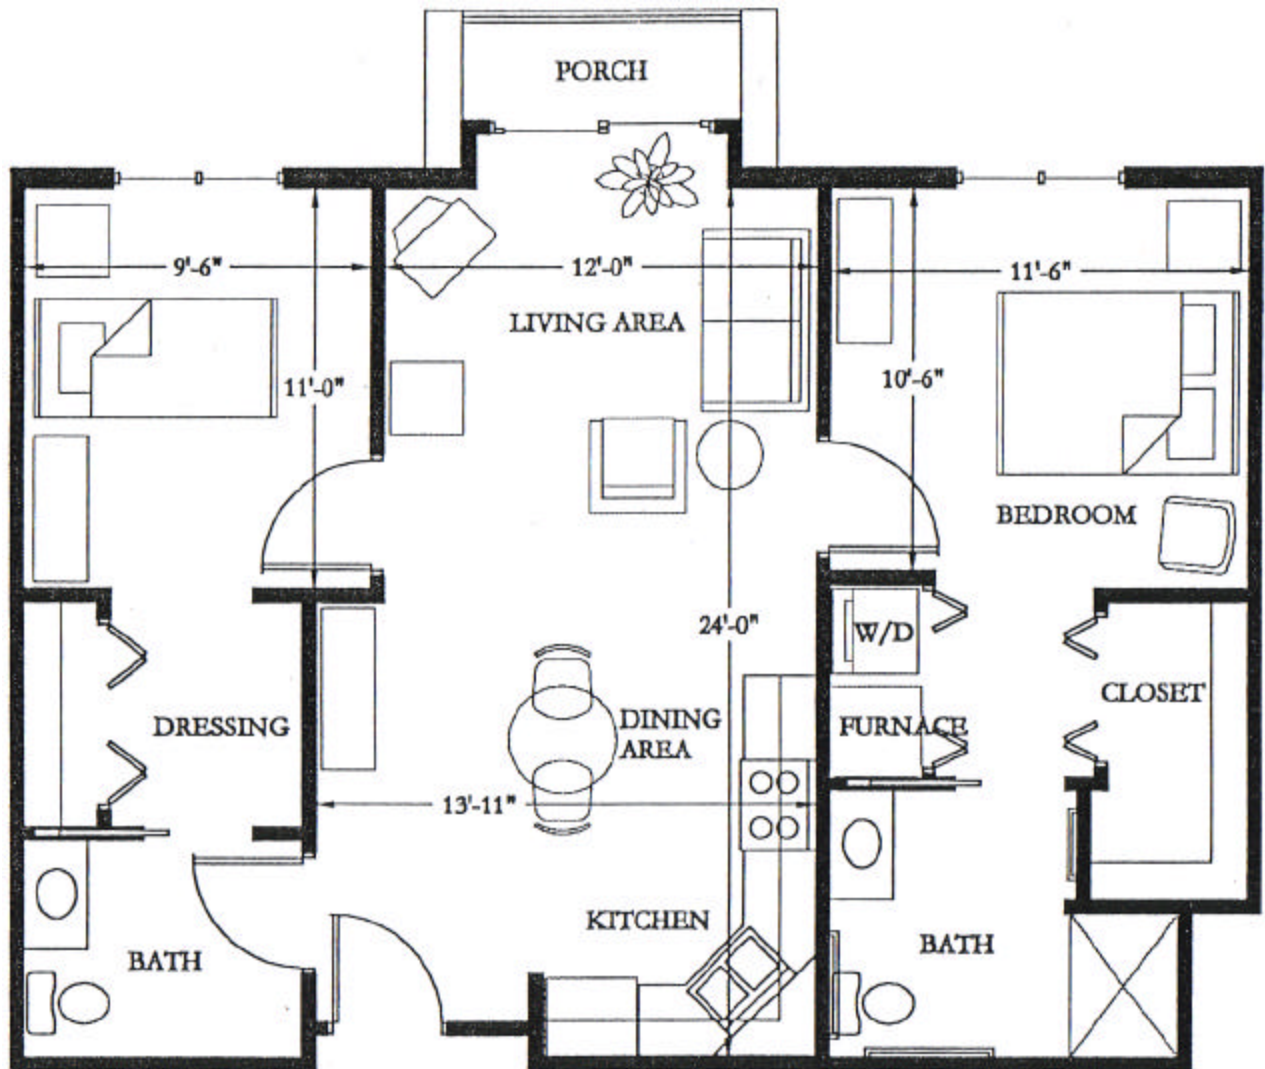 PORCH
9'-6"
12'-0"
11'-6"
LIVING AREA
11'-0"
10'-6"
BEDROOM
24'-0"
W/D
CLOSET
DRESSING
DINING
AREA
FURNACE
13'-11"
KITCHEN
BATH
BATH